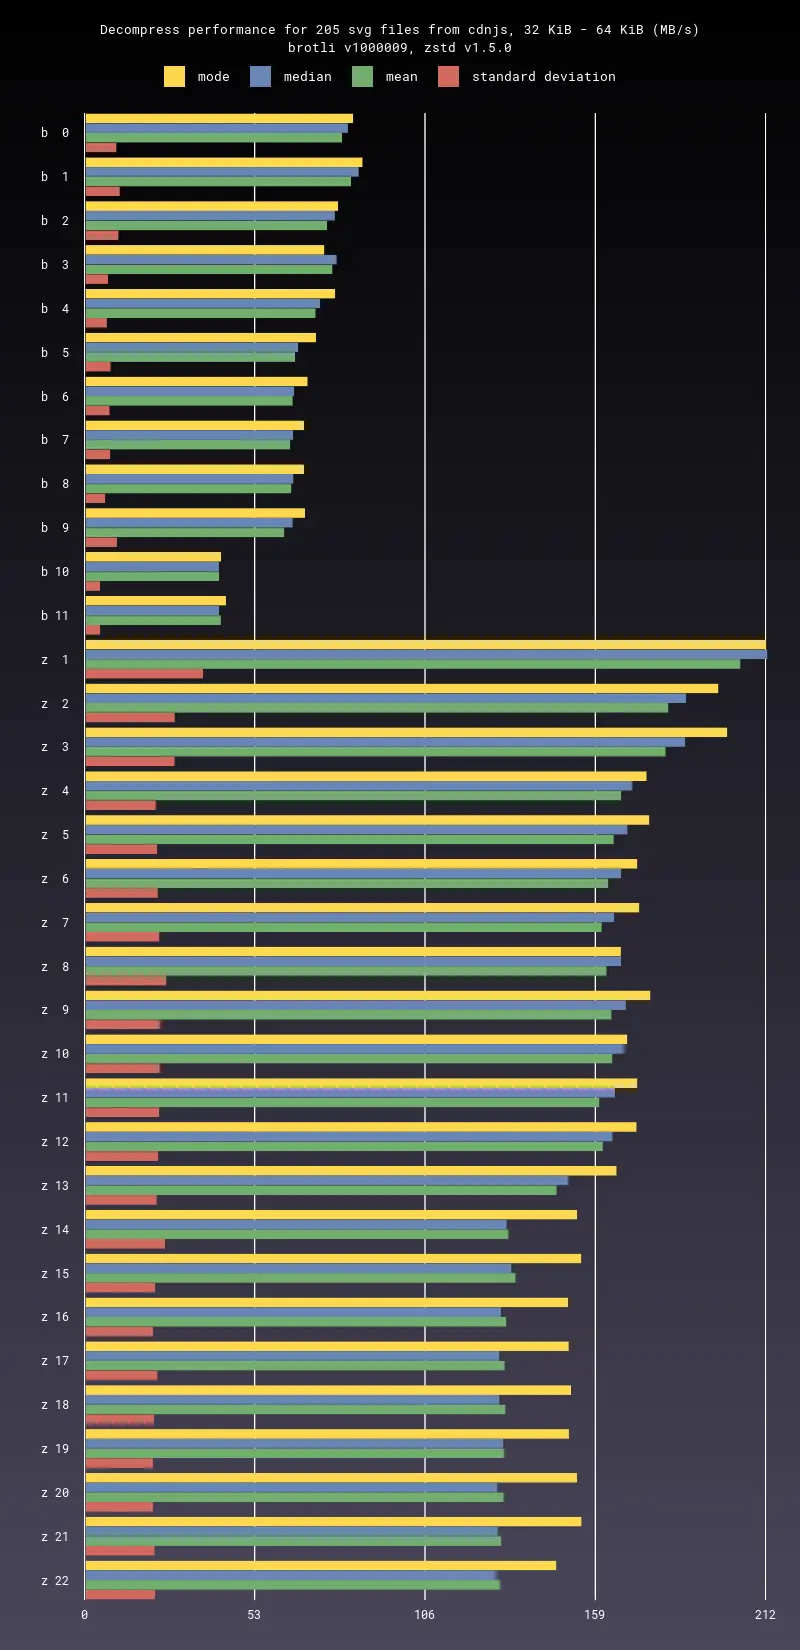 Decompress performance for 205 svg files from cdnjs, 32 KiB - 64 KiB (MB/s)
brotli v1000009, zstd v1.5.0
mode median mean standard deviation
b 0
b 1
b 2
b 3
b 4
b 5
b 6
b 7
b 8
b 9
b 10
b 11
z 1
z 2
z 3
z 4
z 5
z 6
z 7
z 8
z 9
z 10
z 11
z 12
z 13
z 14
z 15
z 16
z 17
z 18
z 19
z 20
z 21
z 22
0 53 106 159 212